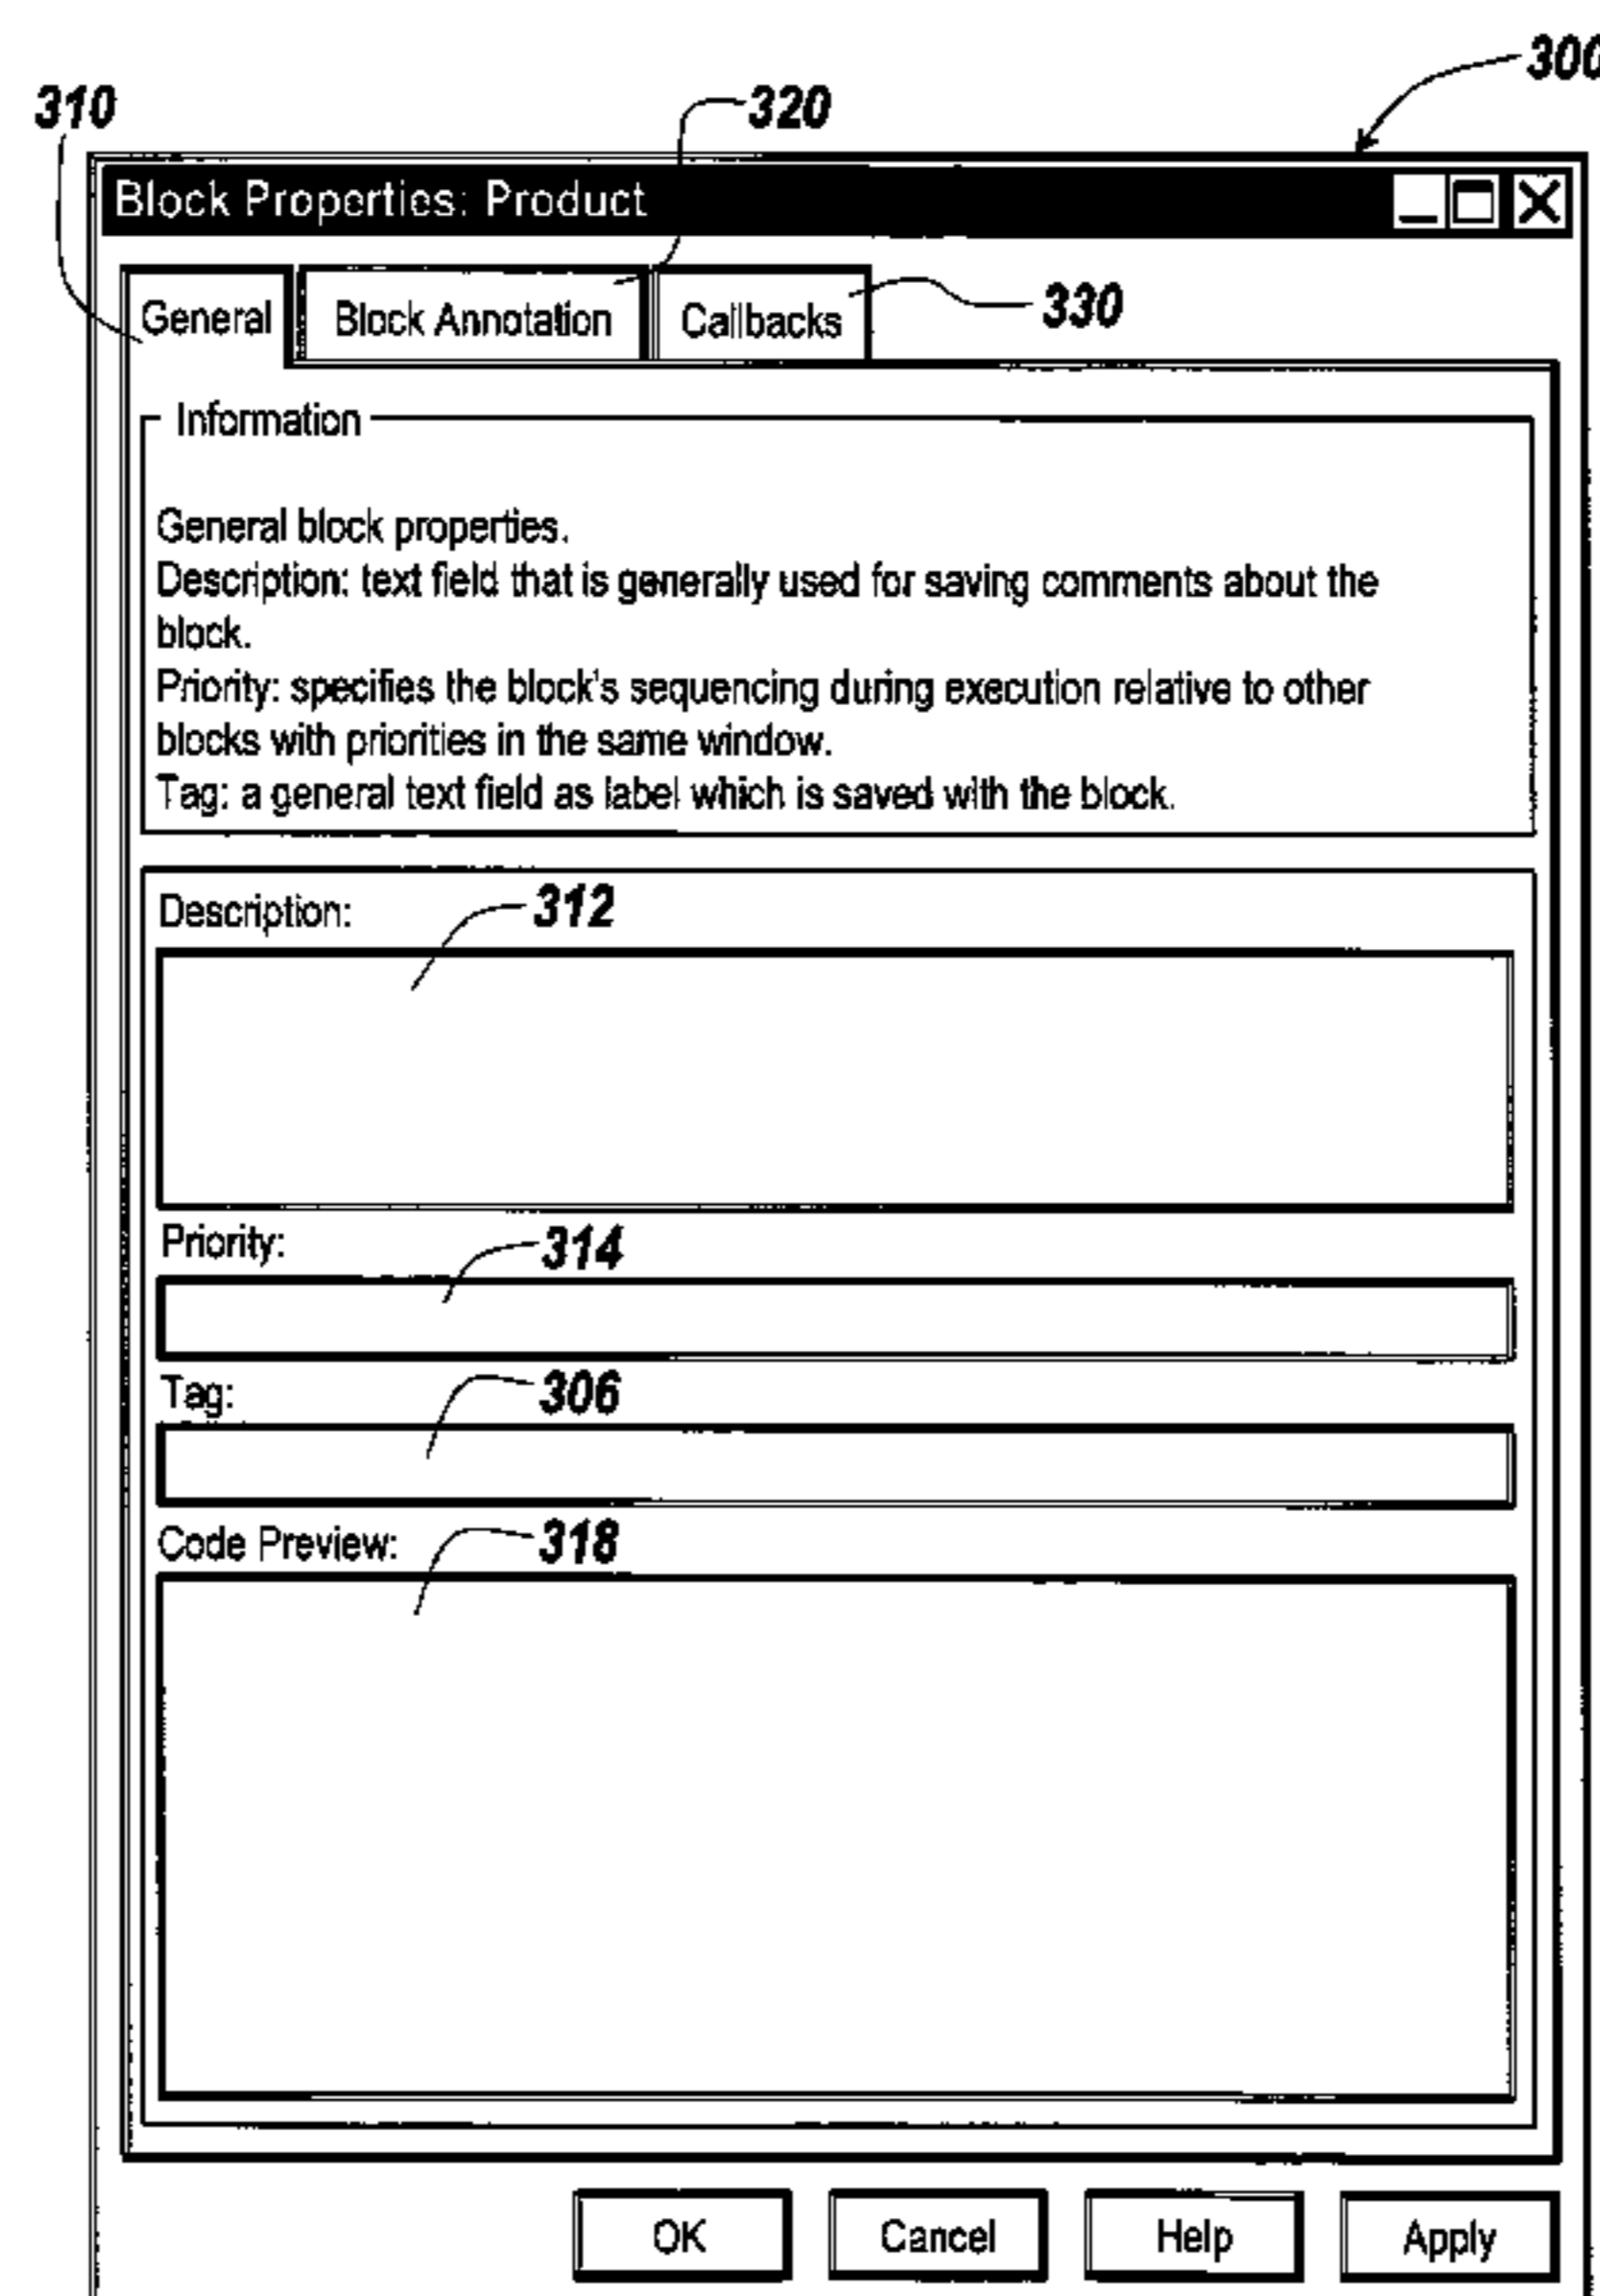 300
310
320
Block Properties: Product
General
Block Annotation
Callbacks
330
Information
General block properties.
Description: text field that is generally used for saving comments about the
block.
Priority: specifies the block's sequencing during execution relative to other
blocks with priorities in the same window.
Tag: a general text field as label which is saved with the block.
Description:
312
Priority:
314
Tag:
306
Code Preview:
318
OK
Cancel
Help
Apply